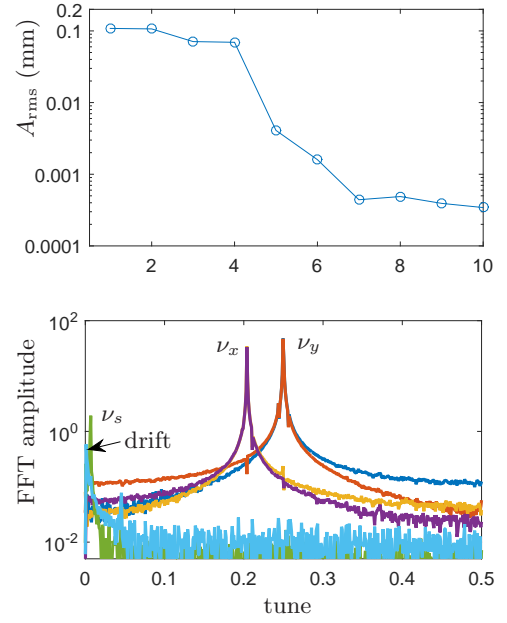 0.1
0.01
0.001
0.0001
A_rms (mm)
2 4 6 8 10
10^2
10^0
10^-2
FFT amplitude
ν_x ν_y
ν_s
drift
0 0.1 0.2 0.3 0.4 0.5
tune